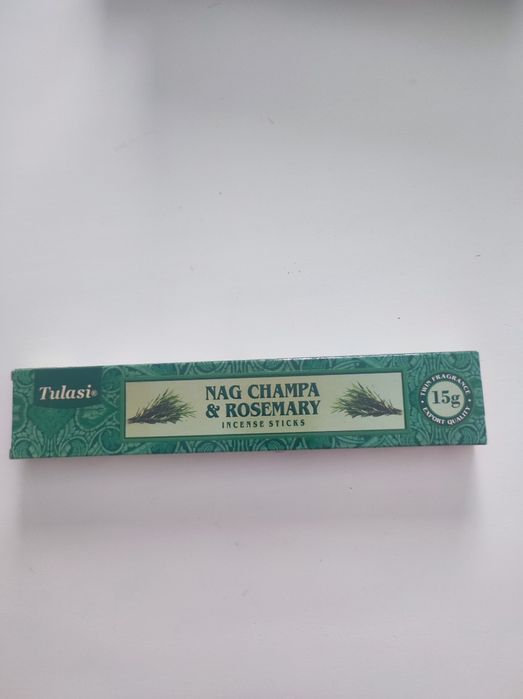 Tulasi®
NAG CHAMPA
& ROSEMARY
INCENSE STICKS
TWIN FRAGRANCE
15g
EXPORT QUALITY